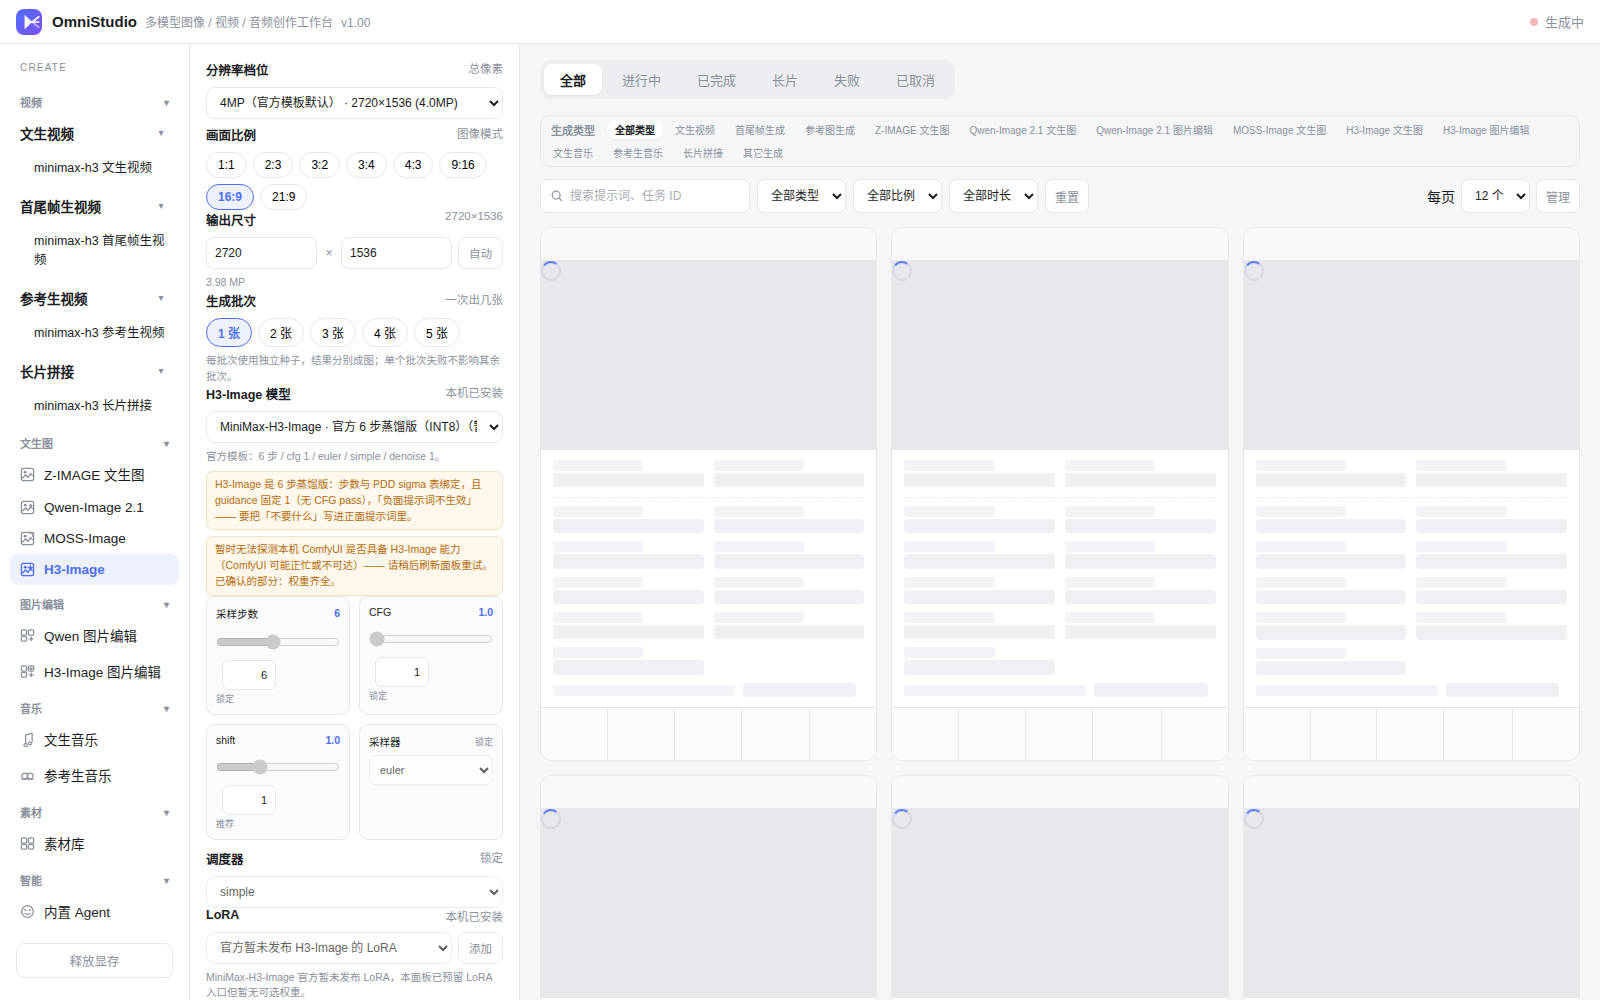 OmniStudio 多模型图像 / 视频 / 音频创作工作台 v1.00
生成中
CREATE
视频
文生视频
minimax-h3 文生视频
首尾帧生视频
minimax-h3 首尾帧生视
频
参考生视频
minimax-h3 参考生视频
长片拼接
minimax-h3 长片拼接
文生图
Z-IMAGE 文生图
Qwen-Image 2.1
MOSS-Image
H3-Image
图片编辑
Qwen 图片编辑
H3-Image 图片编辑
音乐
文生音乐
参考生音乐
素材
素材库
智能
内置 Agent
释放显存
分辨率档位 总像素
4MP（官方模板默认） · 2720×1536 (4.0MP)
画面比例 图像模式
1:1 2:3 3:2 3:4 4:3 9:16
16:9 21:9
输出尺寸 2720×1536
2720 × 1536 自动
3.98 MP
生成批次 一次出几张
1 张 2 张 3 张 4 张 5 张
每批次使用独立种子，结果分别成图；单个批次失败不影响其余
批次。
H3-Image 模型 本机已安装
MiniMax-H3-Image · 官方 6 步蒸馏版（INT8）
官方模板：6 步 / cfg 1 / euler / simple / denoise 1。
H3-Image 是 6 步蒸馏版：步数与 PDD sigma 表绑定，且
guidance 固定 1（无 CFG pass），「负面提示词不生效」
—— 要把「不要什么」写进正面提示词里。
暂时无法探测本机 ComfyUI 是否具备 H3-Image 能力
（ComfyUI 可能正忙或不可达）—— 请稍后刷新面板重试。
已确认的部分：权重齐全。
采样步数 6
6
锁定
CFG 1.0
1
锁定
shift 1.0
1
推荐
采样器 锁定
euler
调度器 锁定
simple
LoRA 本机已安装
官方暂未发布 H3-Image 的 LoRA 添加
MiniMax-H3-Image 官方暂未发布 LoRA，本面板已预留 LoRA
入口但暂无可选权重。
全部 进行中 已完成 长片 失败 已取消
生成类型 全部类型 文生视频 首尾帧生成 参考图生成 Z-IMAGE 文生图 Qwen-Image 2.1 文生图 Qwen-Image 2.1 图片编辑 MOSS-Image 文生图 H3-Image 文生图 H3-Image 图片编辑
文生音乐 参考生音乐 长片拼接 其它生成
搜索提示词、任务 ID 全部类型 全部比例 全部时长 重置 每页 12 个 管理